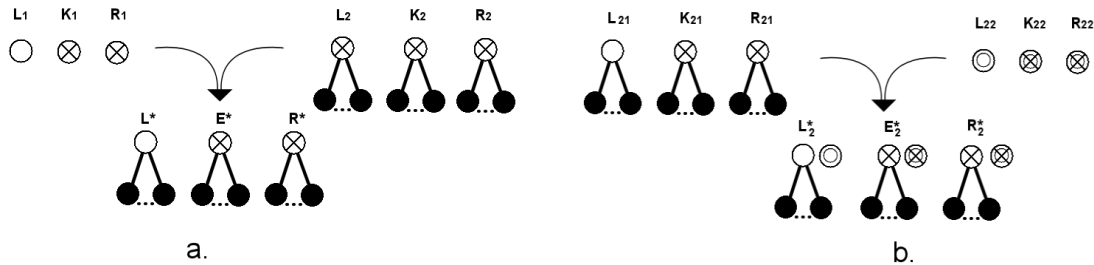 L1 K1 R1
L2 K2 R2
L* E* R*
a.
L21 K21 R21
L22 K22 R22
L*2 E*2 R*2
b.